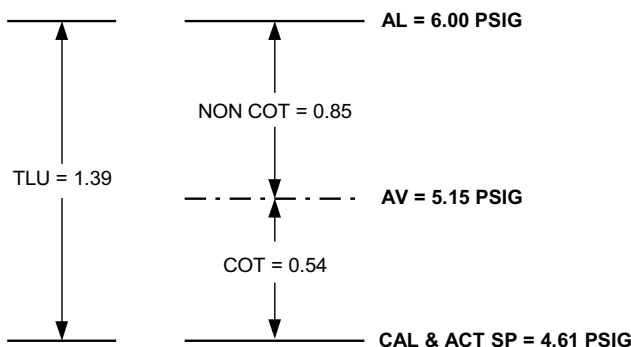 AL = 6.00 PSIG
NON COT = 0.85
TLU = 1.39
AV = 5.15 PSIG
COT = 0.54
CAL & ACT SP = 4.61 PSIG